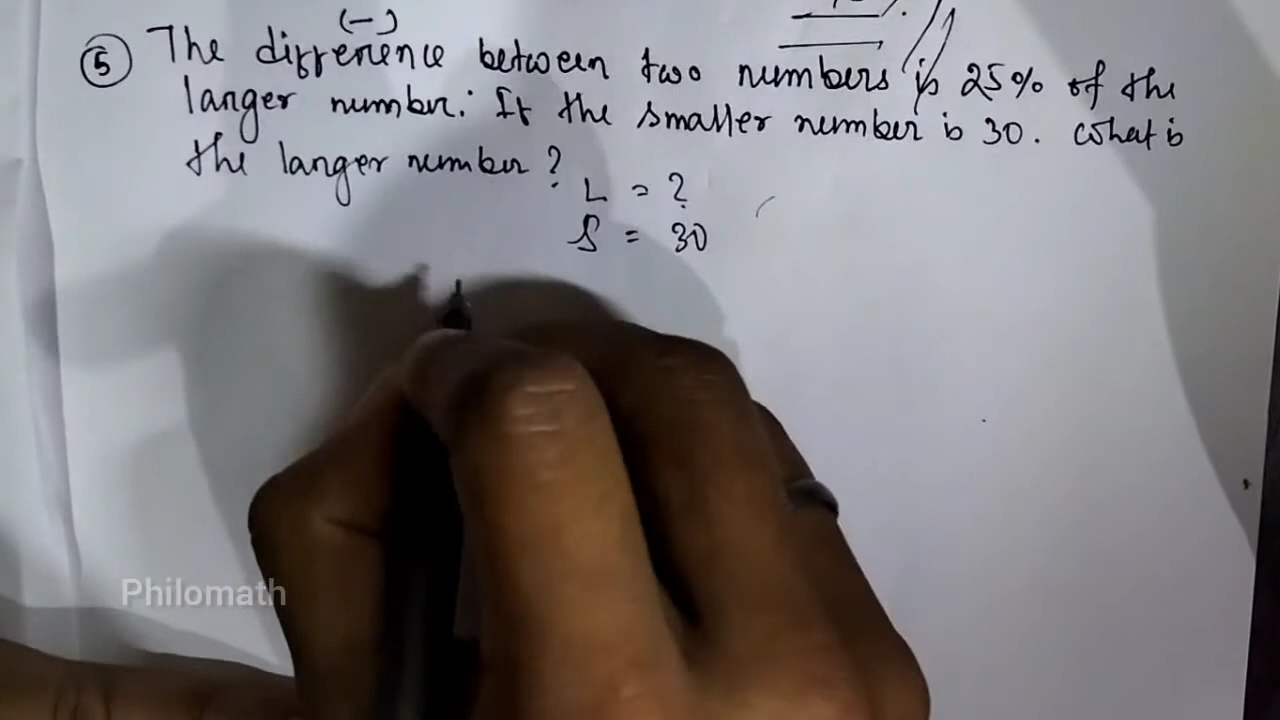 (-)
⑤ The difference between two numbers is 25% of the
larger number. If the smaller number is 30. What is
the larger number?
L = ?
S = 30
Philomath